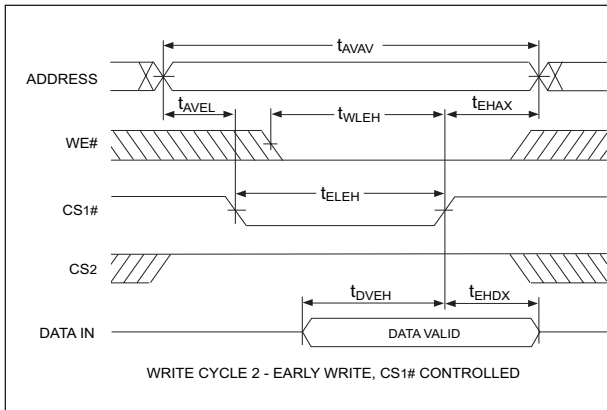 tAVAV
ADDRESS
tAVEL tWLEH tEHAX
WE#
tELEH
CS1#
CS2
tDVEH tEHDX
DATA IN DATA VALID
WRITE CYCLE 2 - EARLY WRITE, CS1# CONTROLLED